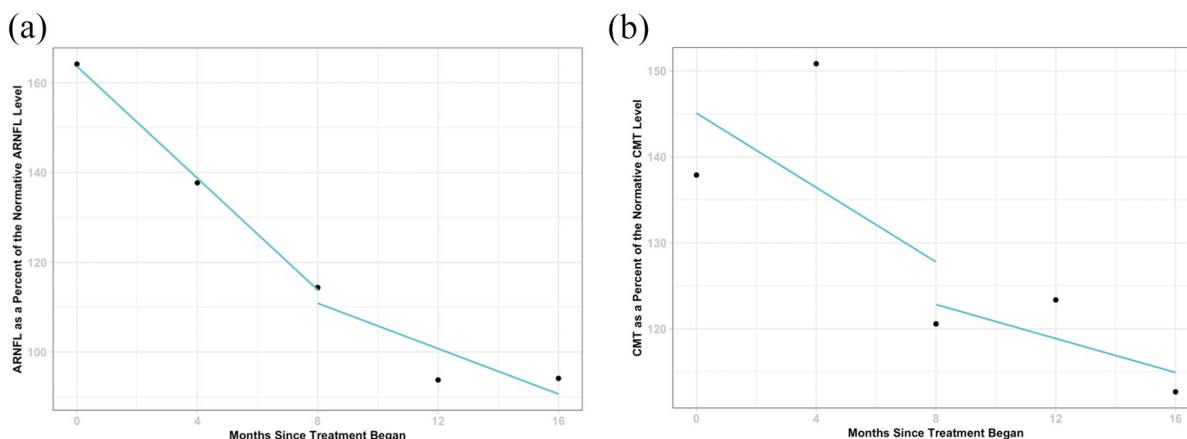 (a)
ARNFL as a Percent of the Normative ARNFL Level
160
140
120
100
0 4 8 12 16
Months Since Treatment Began
(b)
CMT as a Percent of the Normative CMT Level
150
140
130
120
0 4 8 12 16
Months Since Treatment Began